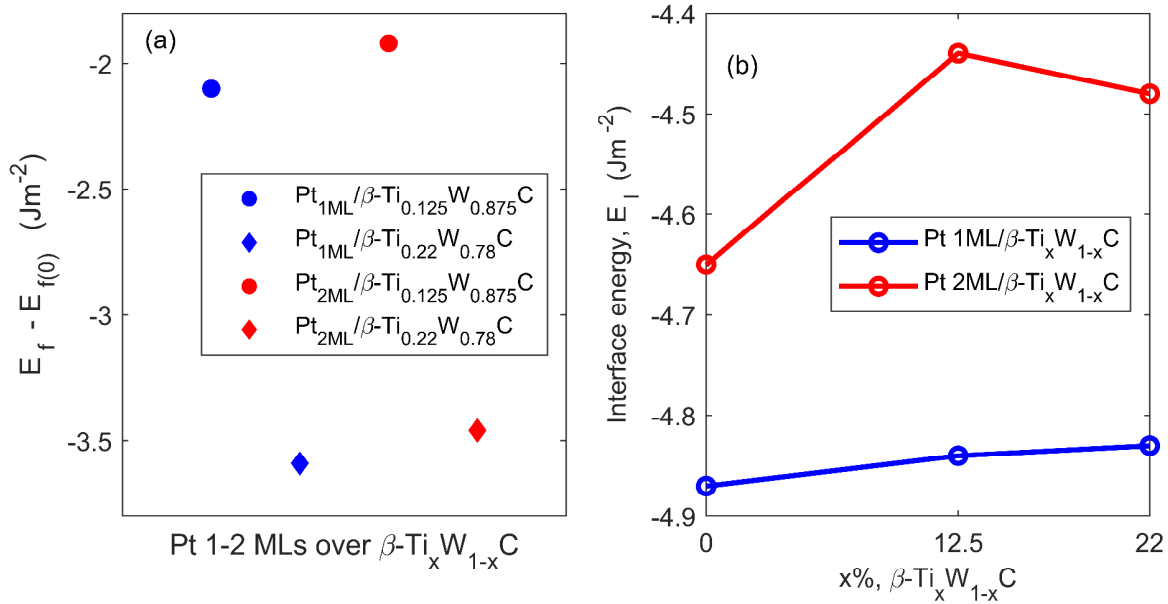 (a)
-2
-2.5
-3
-3.5
E_f - E_f(0) (Jm^-2)
Pt_1ML/β-Ti_0.125W_0.875C
Pt_1ML/β-Ti_0.22W_0.78C
Pt_2ML/β-Ti_0.125W_0.875C
Pt_2ML/β-Ti_0.22W_0.78C
Pt 1-2 MLs over β-Ti_xW_1-xC
(b)
-4.4
-4.5
-4.6
-4.7
-4.8
-4.9
Interface energy, E_I (Jm^-2)
Pt 1ML/β-Ti_xW_1-xC
Pt 2ML/β-Ti_xW_1-xC
0
12.5
22
x%, β-Ti_xW_1-xC